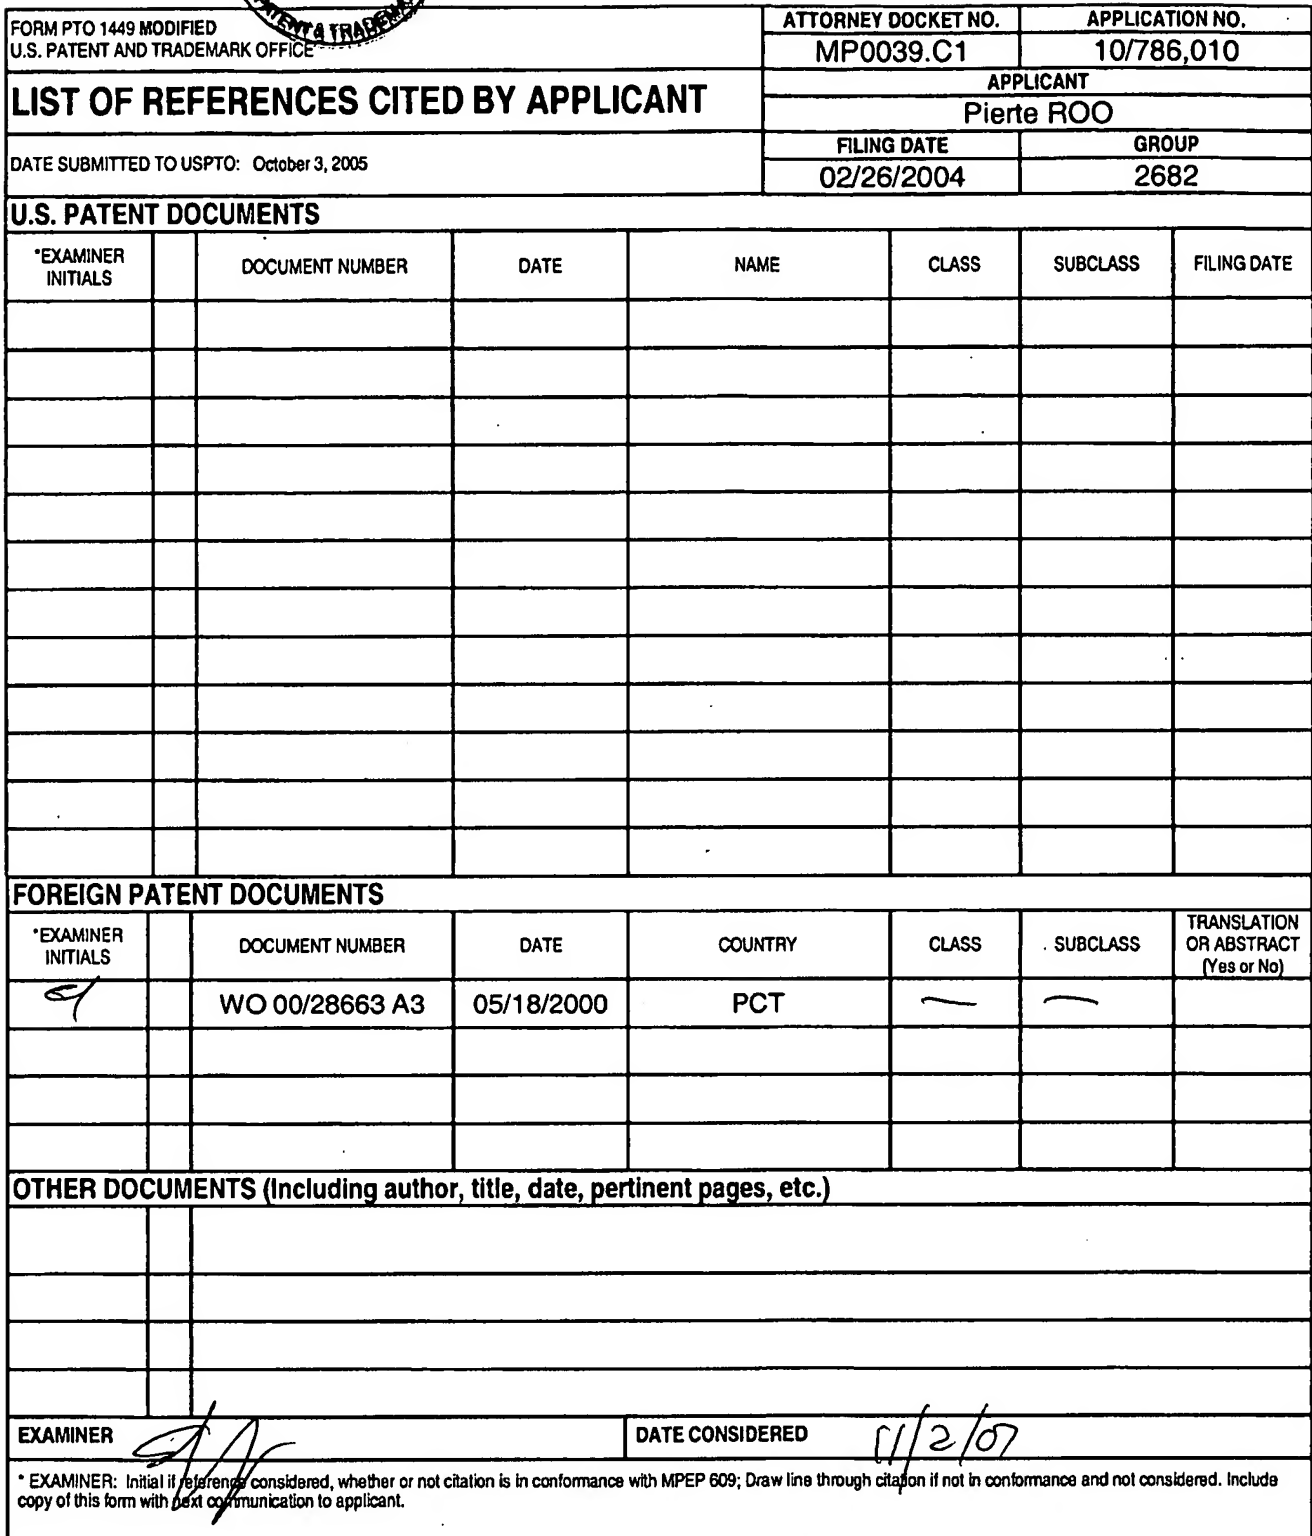 PATENT & TRADEMA
FORM PTO 1449 MODIFIED
U.S. PATENT AND TRADEMARK OFFICE
ATTORNEY DOCKET NO.
APPLICATION NO.
MP0039.C1
10/786,010
LIST OF REFERENCES CITED BY APPLICANT
APPLICANT
Pierte ROO
DATE SUBMITTED TO USPTO: October 3, 2005
FILING DATE
GROUP
02/26/2004
2682
U.S. PATENT DOCUMENTS
*EXAMINER
INITIALS
DOCUMENT NUMBER
DATE
NAME
CLASS
SUBCLASS
FILING DATE
FOREIGN PATENT DOCUMENTS
*EXAMINER
INITIALS
DOCUMENT NUMBER
DATE
COUNTRY
CLASS
SUBCLASS
TRANSLATION
OR ABSTRACT
(Yes or No)
WO 00/28663 A3
05/18/2000
PCT
OTHER DOCUMENTS (Including author, title, date, pertinent pages, etc.)
EXAMINER
DATE CONSIDERED
11/2/07
* EXAMINER: Initial if reference considered, whether or not citation is in conformance with MPEP 609; Draw line through citation if not in conformance and not considered. Include
copy of this form with next communication to applicant.